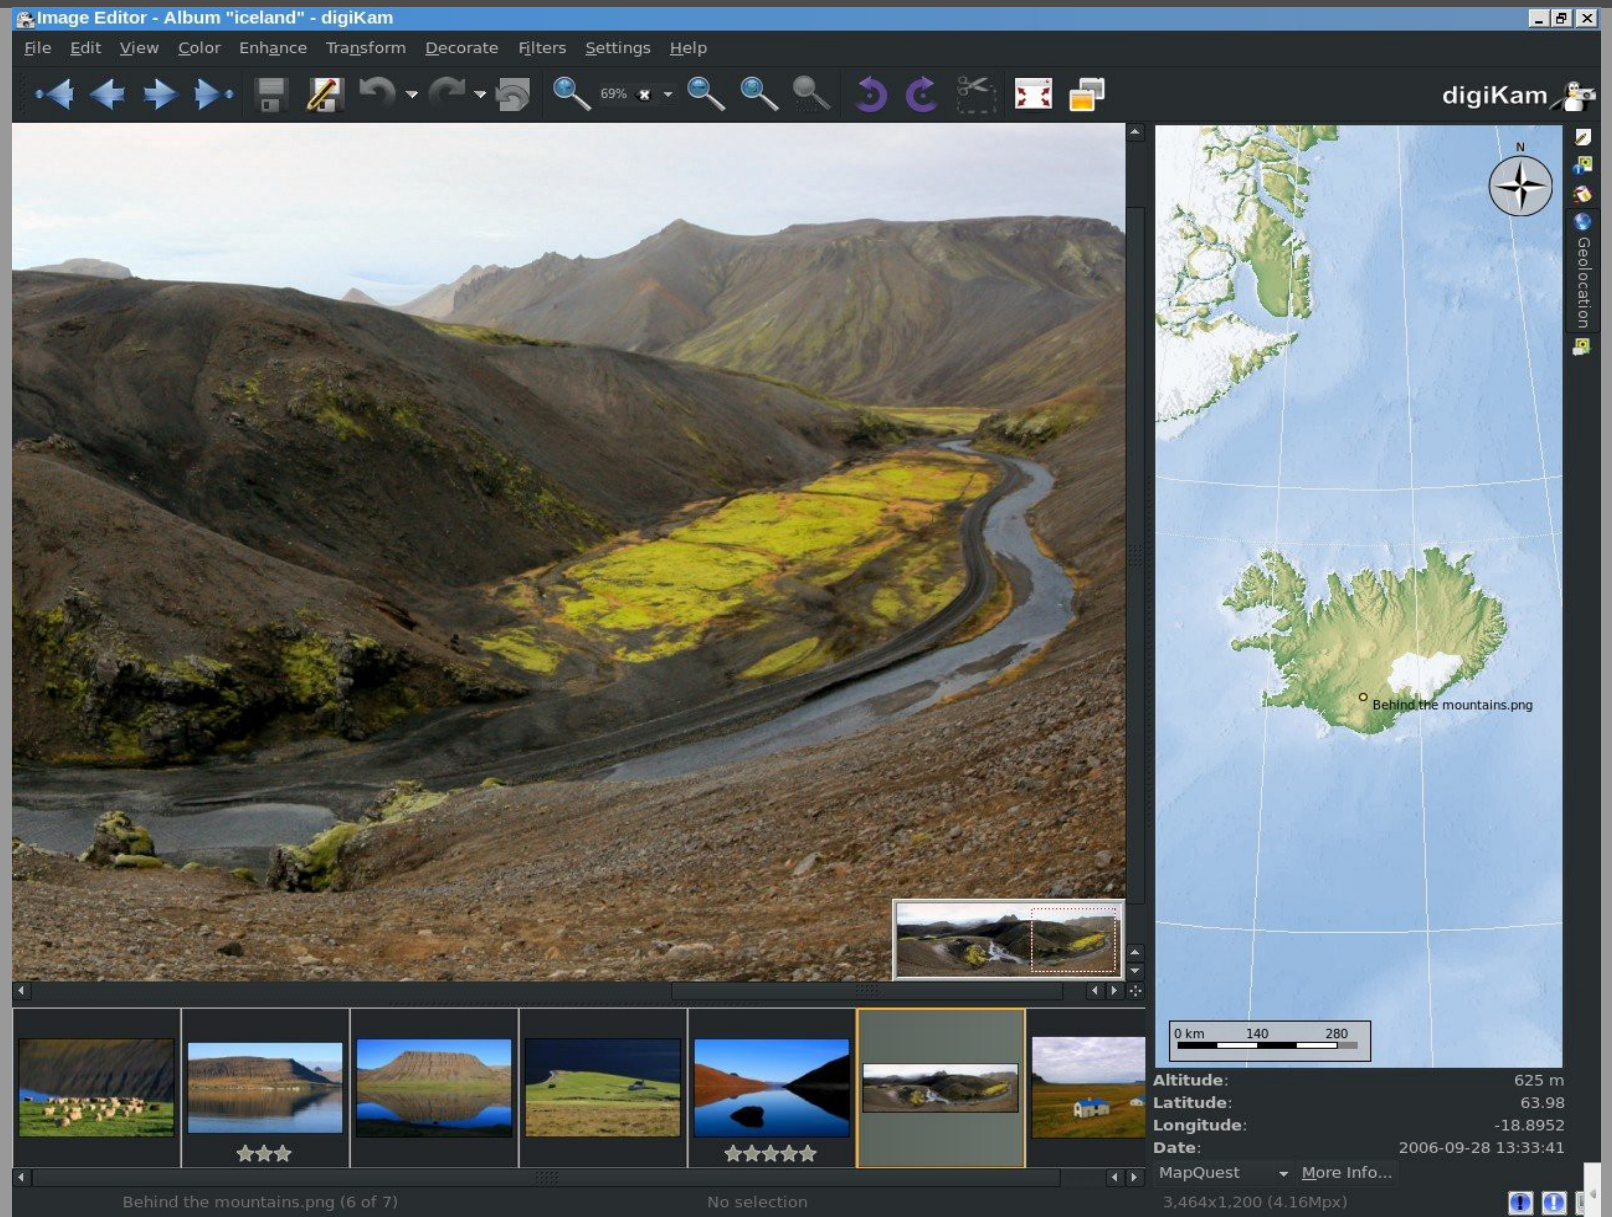 Image Editor - Album "iceland" - digiKam
File Edit View Color Enhance Transform Decorate Filters Settings Help
69%
digiKam
N
Geolocation
Behind the mountains.png
0 km 140 280
Altitude: 625 m
Latitude: 63.98
Longitude: -18.8952
Date: 2006-09-28 13:33:41
MapQuest More Info...
Behind the mountains.png (6 of 7) No selection 3,464x1,200 (4.16Mpx)